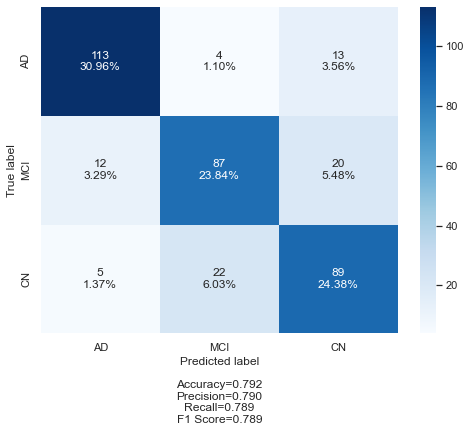 AD
113
30.96%
4
1.10%
13
3.56%
MCI
12
3.29%
87
23.84%
20
5.48%
CN
5
1.37%
22
6.03%
89
24.38%
True label
AD
MCI
CN
Predicted label
Accuracy=0.792
Precision=0.790
Recall=0.789
F1 Score=0.789
100
80
60
40
20